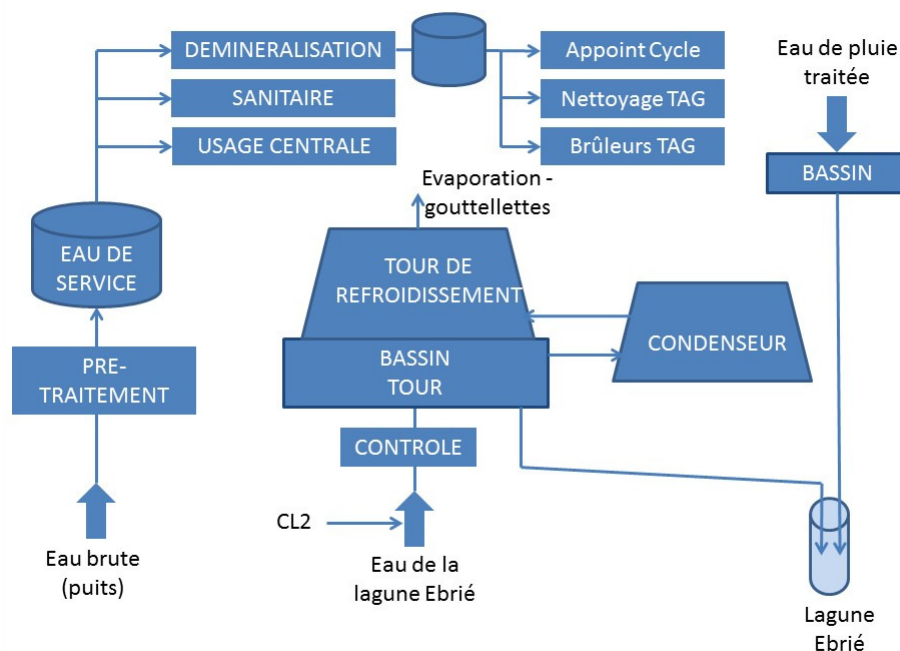 DEMINERALISATION
SANITAIRE
USAGE CENTRALE
Appoint Cycle
Nettoyage TAG
Brûleurs TAG
Eau de pluie
traitée
BASSIN
Evaporation -
gouttellettes
EAU DE
SERVICE
TOUR DE
REFROIDISSEMENT
CONDENSEUR
PRE-
TRAITEMENT
BASSIN
TOUR
CONTROLE
CL2
Eau brute
(puits)
Eau de la
lagune Ebrié
Lagune
Ebrié